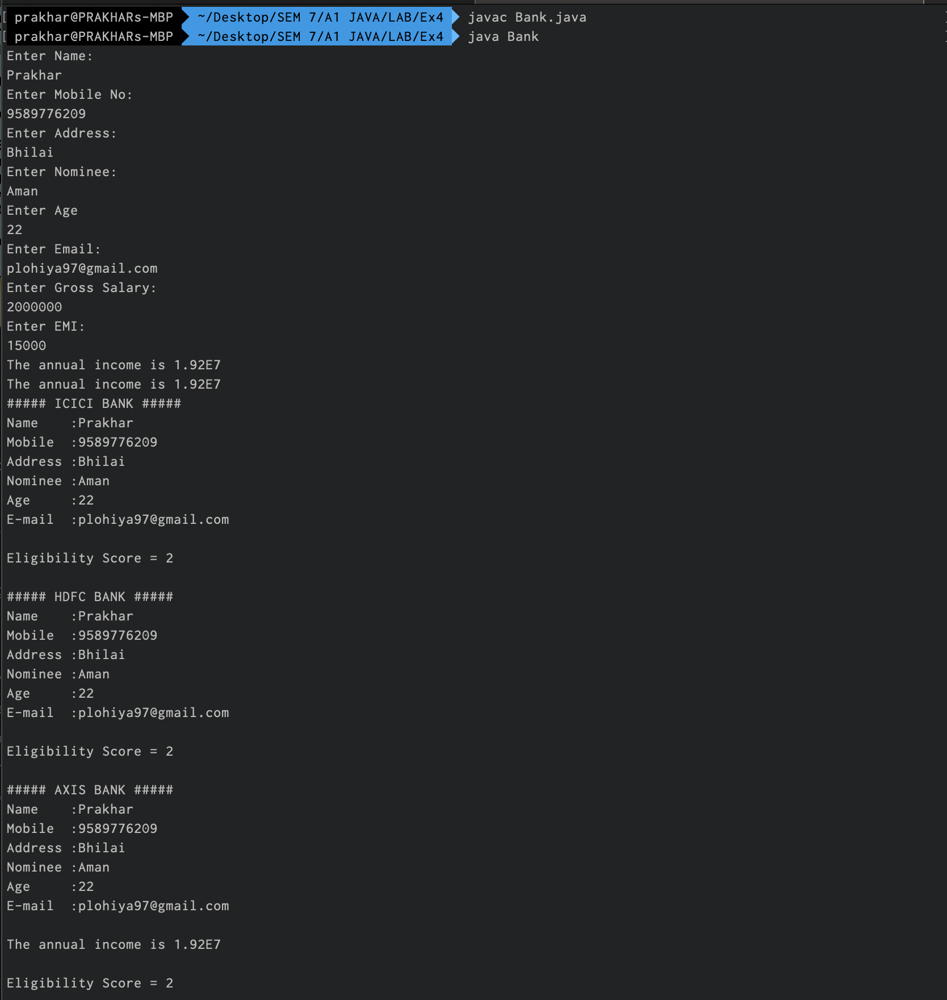 prakhar@PRAKHARs-MBP ~/Desktop/SEM 7/A1 JAVA/LAB/Ex4 javac Bank.java
prakhar@PRAKHARs-MBP ~/Desktop/SEM 7/A1 JAVA/LAB/Ex4 java Bank
Enter Name:
Prakhar
Enter Mobile No:
9589776209
Enter Address:
Bhilai
Enter Nominee:
Aman
Enter Age
22
Enter Email:
plohiya97@gmail.com
Enter Gross Salary:
2000000
Enter EMI:
15000
The annual income is 1.92E7
The annual income is 1.92E7
##### ICICI BANK #####
Name    :Prakhar
Mobile  :9589776209
Address :Bhilai
Nominee :Aman
Age     :22
E-mail  :plohiya97@gmail.com
Eligibility Score = 2
##### HDFC BANK #####
Name    :Prakhar
Mobile  :9589776209
Address :Bhilai
Nominee :Aman
Age     :22
E-mail  :plohiya97@gmail.com
Eligibility Score = 2
##### AXIS BANK #####
Name    :Prakhar
Mobile  :9589776209
Address :Bhilai
Nominee :Aman
Age     :22
E-mail  :plohiya97@gmail.com
The annual income is 1.92E7
Eligibility Score = 2